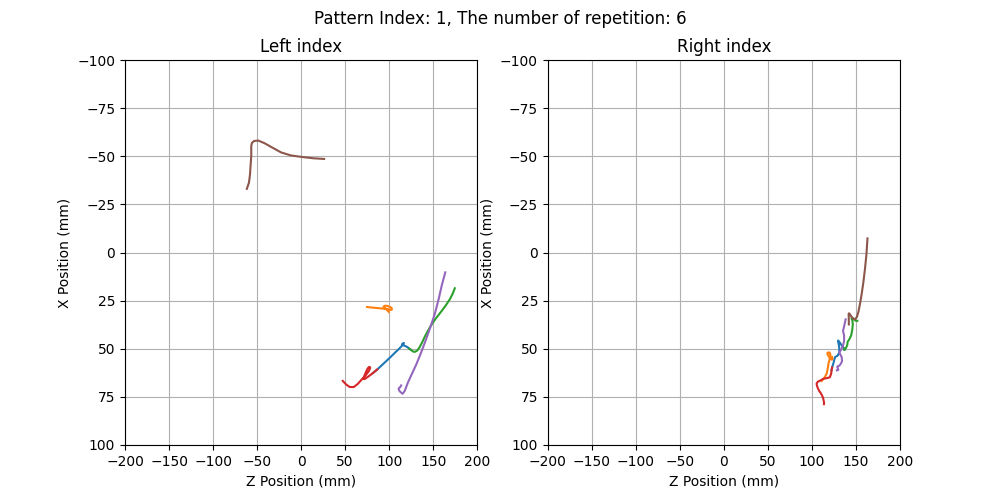 Pattern Index: 1, The number of repetition: 6
Left index
Right index
−100
−75
−50
−25
0
25
50
75
100
X Position (mm)
−200 −150 −100 −50 0 50 100 150 200
Z Position (mm)
−100
−75
−50
−25
0
25
50
75
100
X Position (mm)
−200 −150 −100 −50 0 50 100 150 200
Z Position (mm)